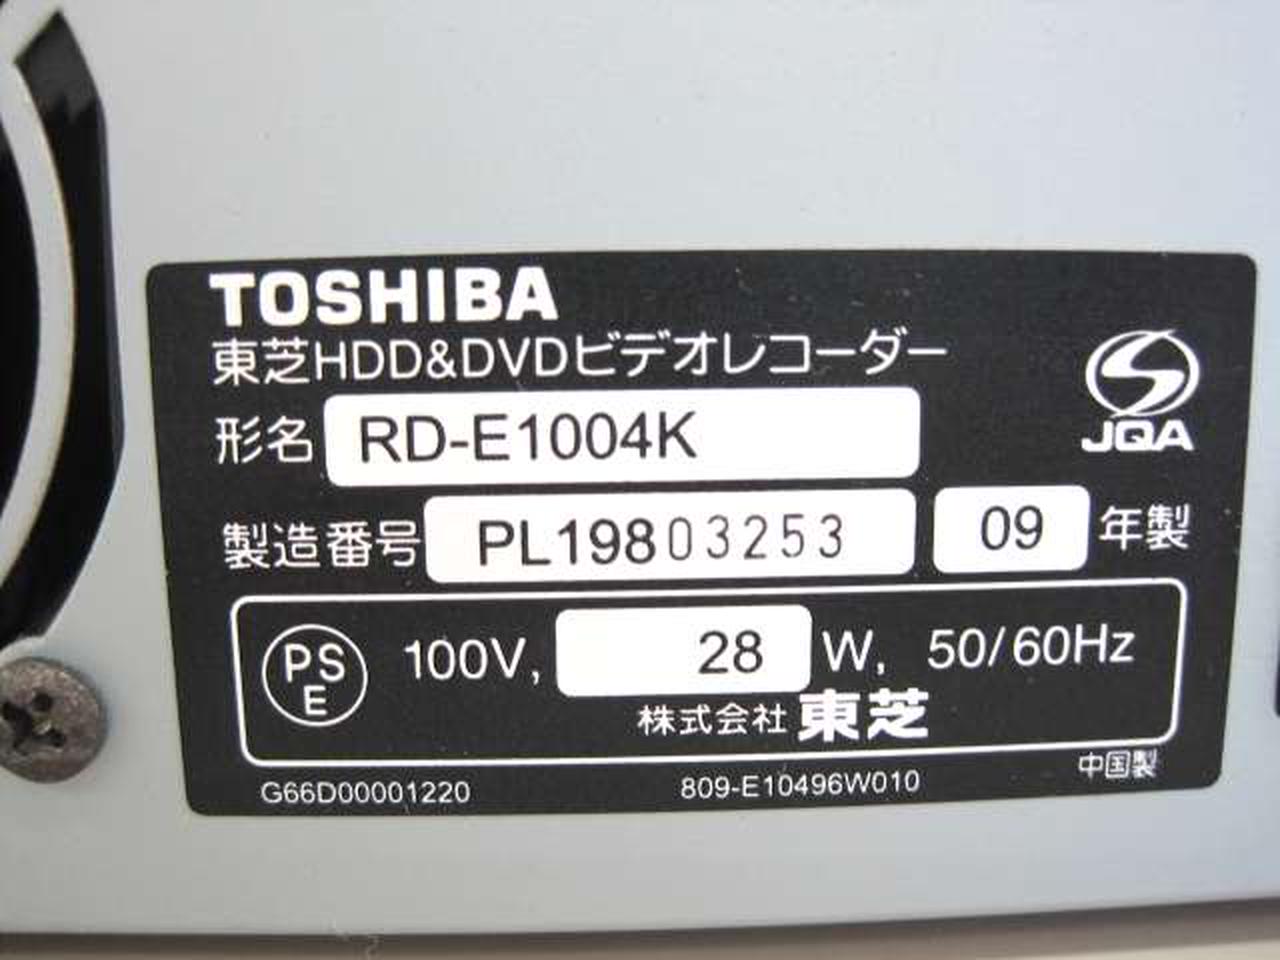 TOSHIBA
東芝HDD&DVDビデオレコーダー
JQA
形名 RD-E1004K
製造番号 PL19803253 09 年製
PS
E
100V, 28 W, 50/60Hz
株式会社 東芝
中国製
G66D00001220 809-E10496W010